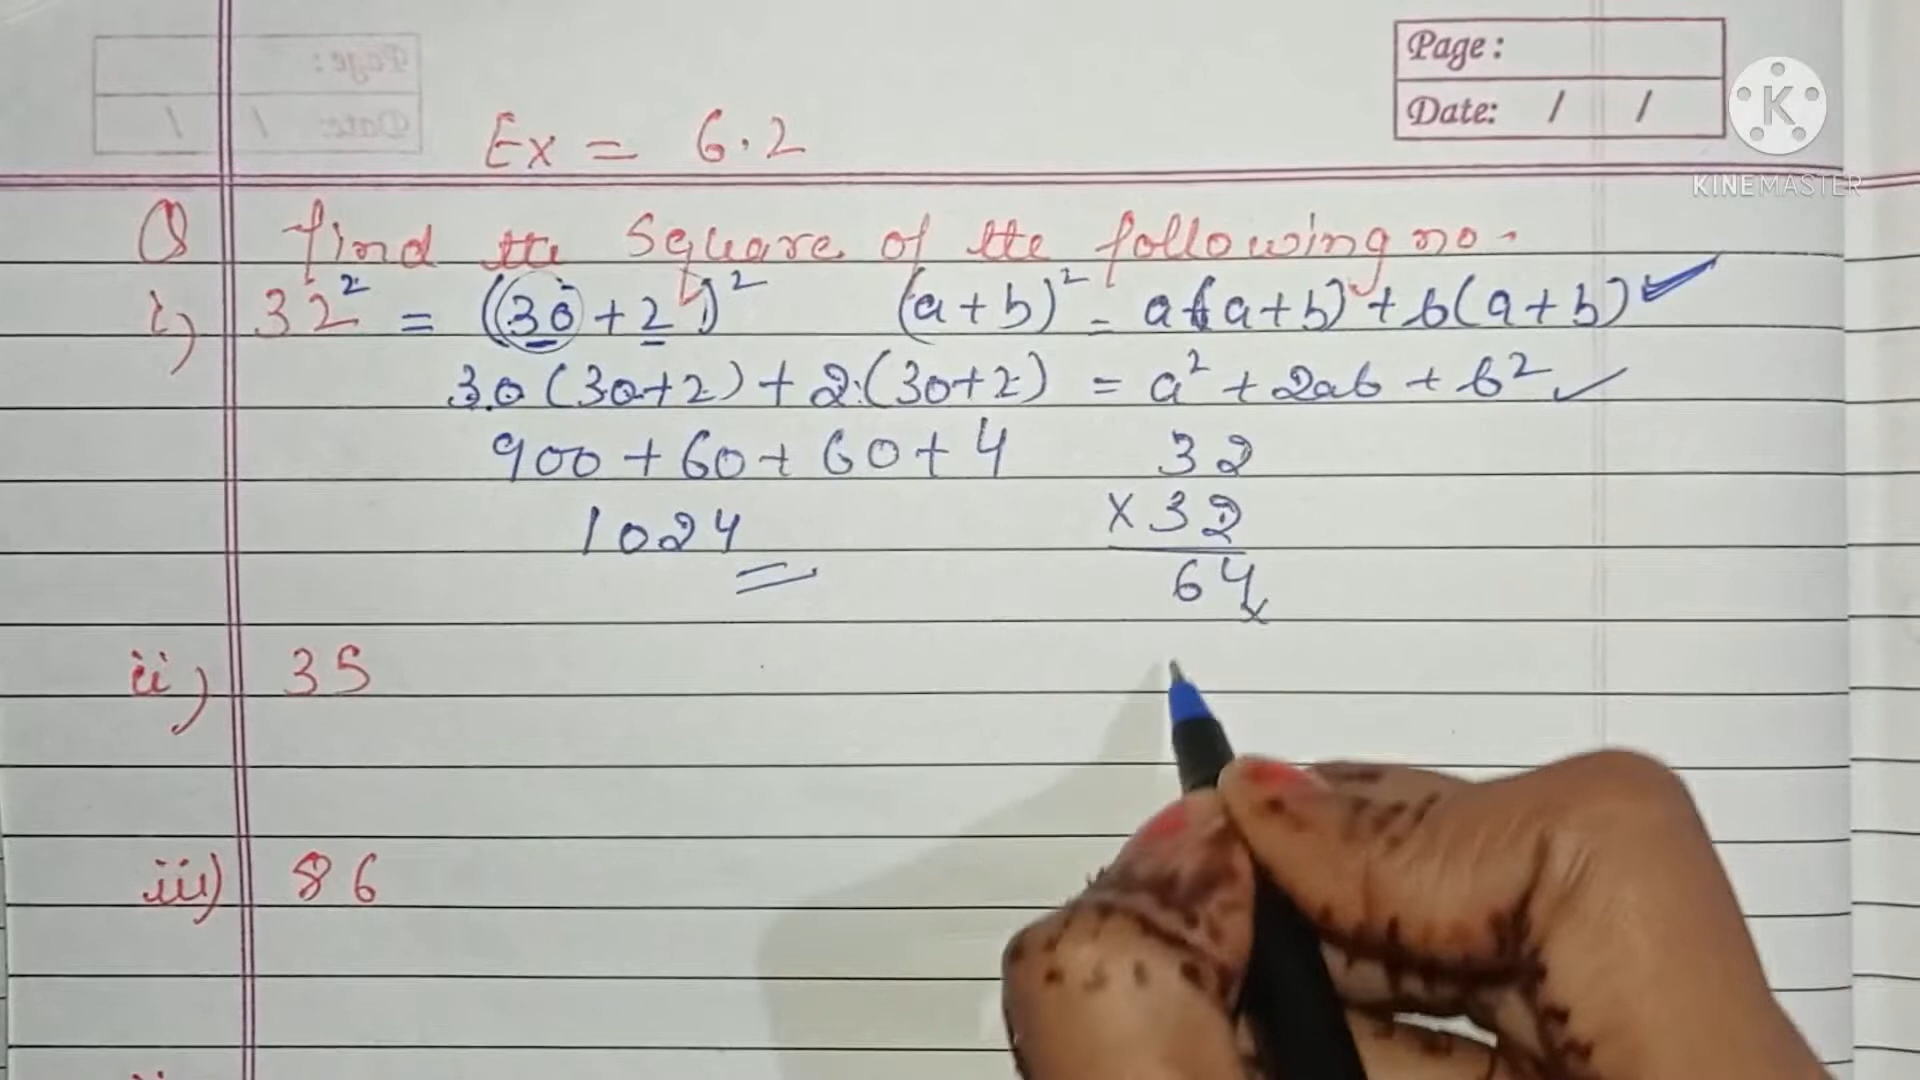 Page :
Date: / /
KINEMASTER
Ex = 6.2
Q find the Square of the following no.
i) 32² = (30+2)² (a+b)² = a(a+b) + b(a+b) ✓
30(30+2) + 2(30+2) = a² + 2ab + b² ✓
900 + 60 + 60 + 4 32
1024 × 32
64
x
ii) 35
iii) 86